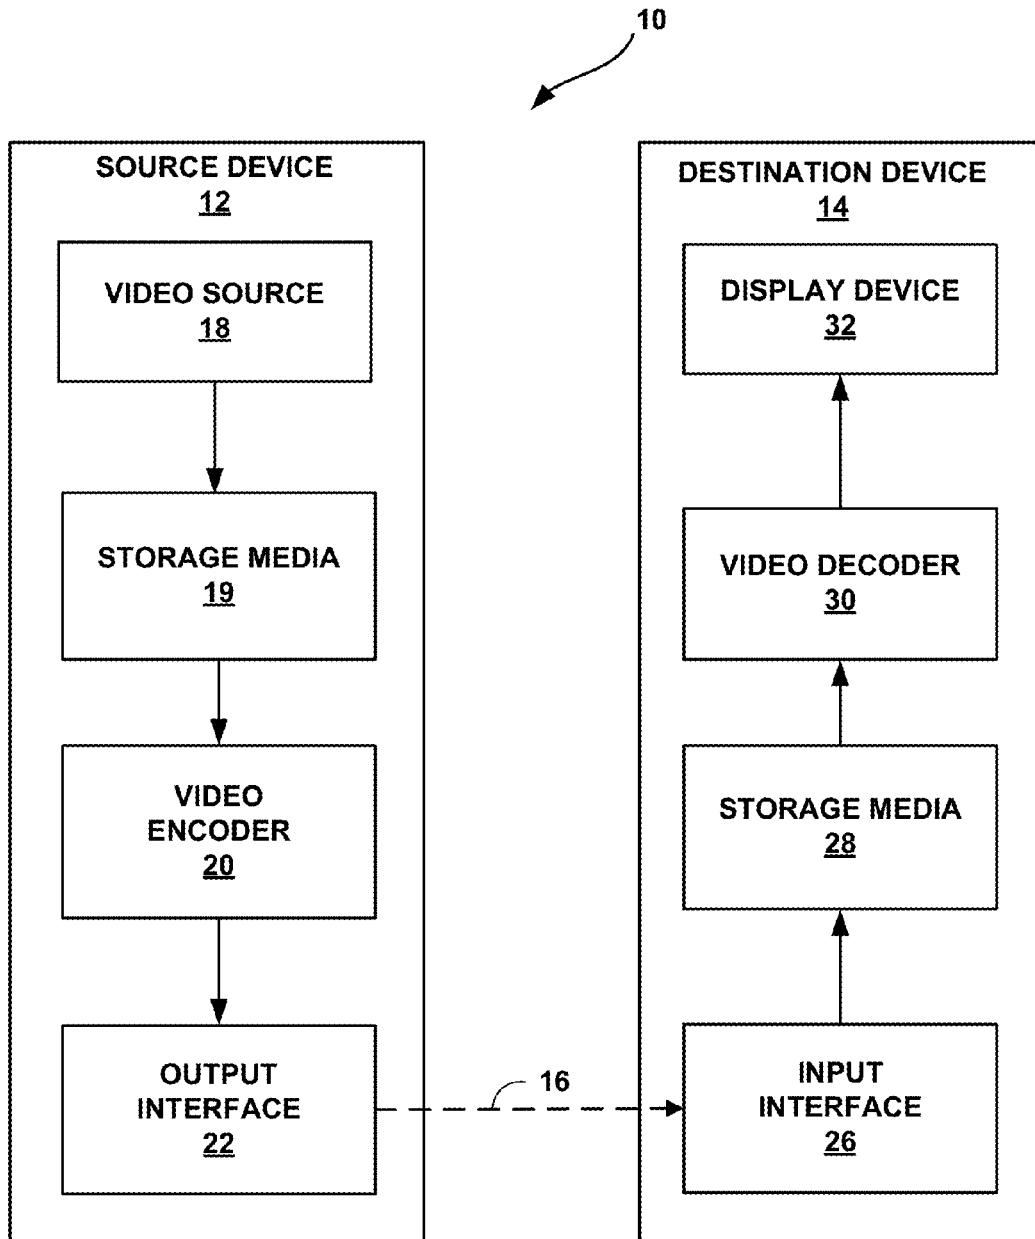 10
SOURCE DEVICE
12
VIDEO SOURCE
18
STORAGE MEDIA
19
VIDEO
ENCODER
20
OUTPUT
INTERFACE
22
16
DESTINATION DEVICE
14
DISPLAY DEVICE
32
VIDEO DECODER
30
STORAGE MEDIA
28
INPUT
INTERFACE
26